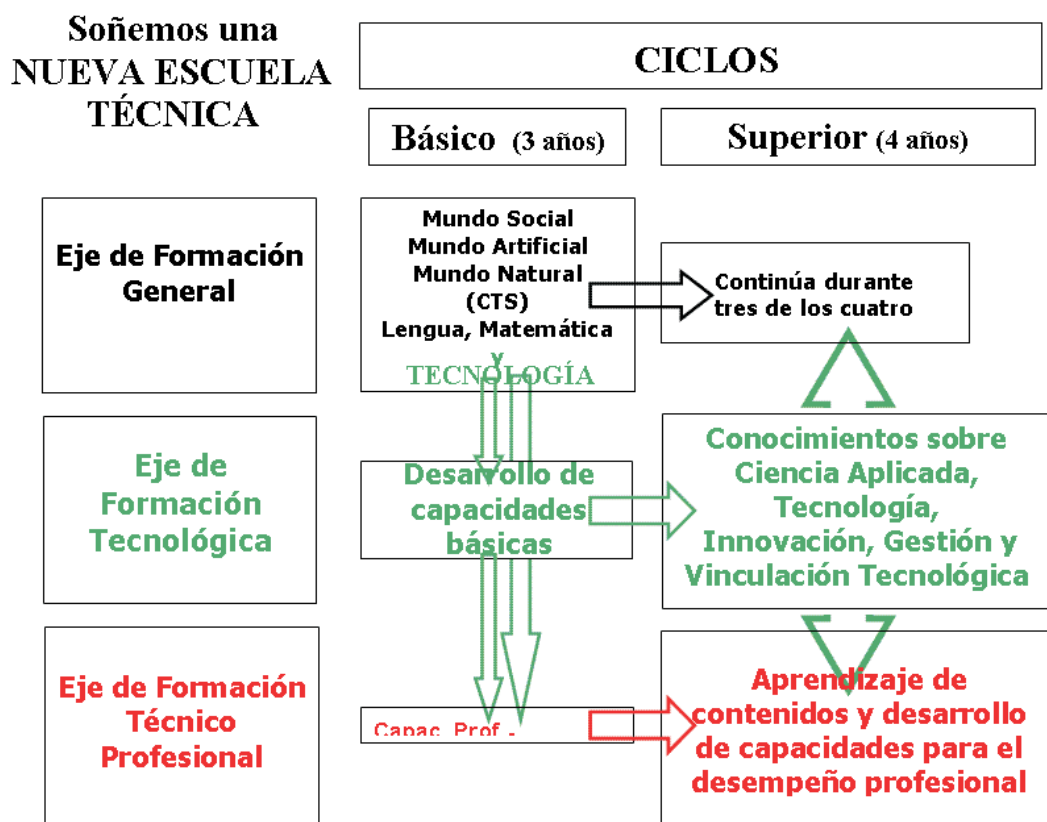 Soñemos una
NUEVA ESCUELA
TÉCNICA
CICLOS
Básico (3 años)
Superior (4 años)
Eje de Formación
General
Mundo Social
Mundo Artificial
Mundo Natural
(CTS)
Lengua, Matemática
y
TECNOLOGÍA
Continúa durante
tres de los cuatro
Eje de
Formación
Tecnológica
Desarrollo de
capacidades
básicas
Conocimientos sobre
Ciencia Aplicada,
Tecnología,
Innovación, Gestión y
Vinculación Tecnológica
Eje de Formación
Técnico
Profesional
Capac. Prof.-
Aprendizaje de
contenidos y desarrollo
de capacidades para el
desempeño profesional